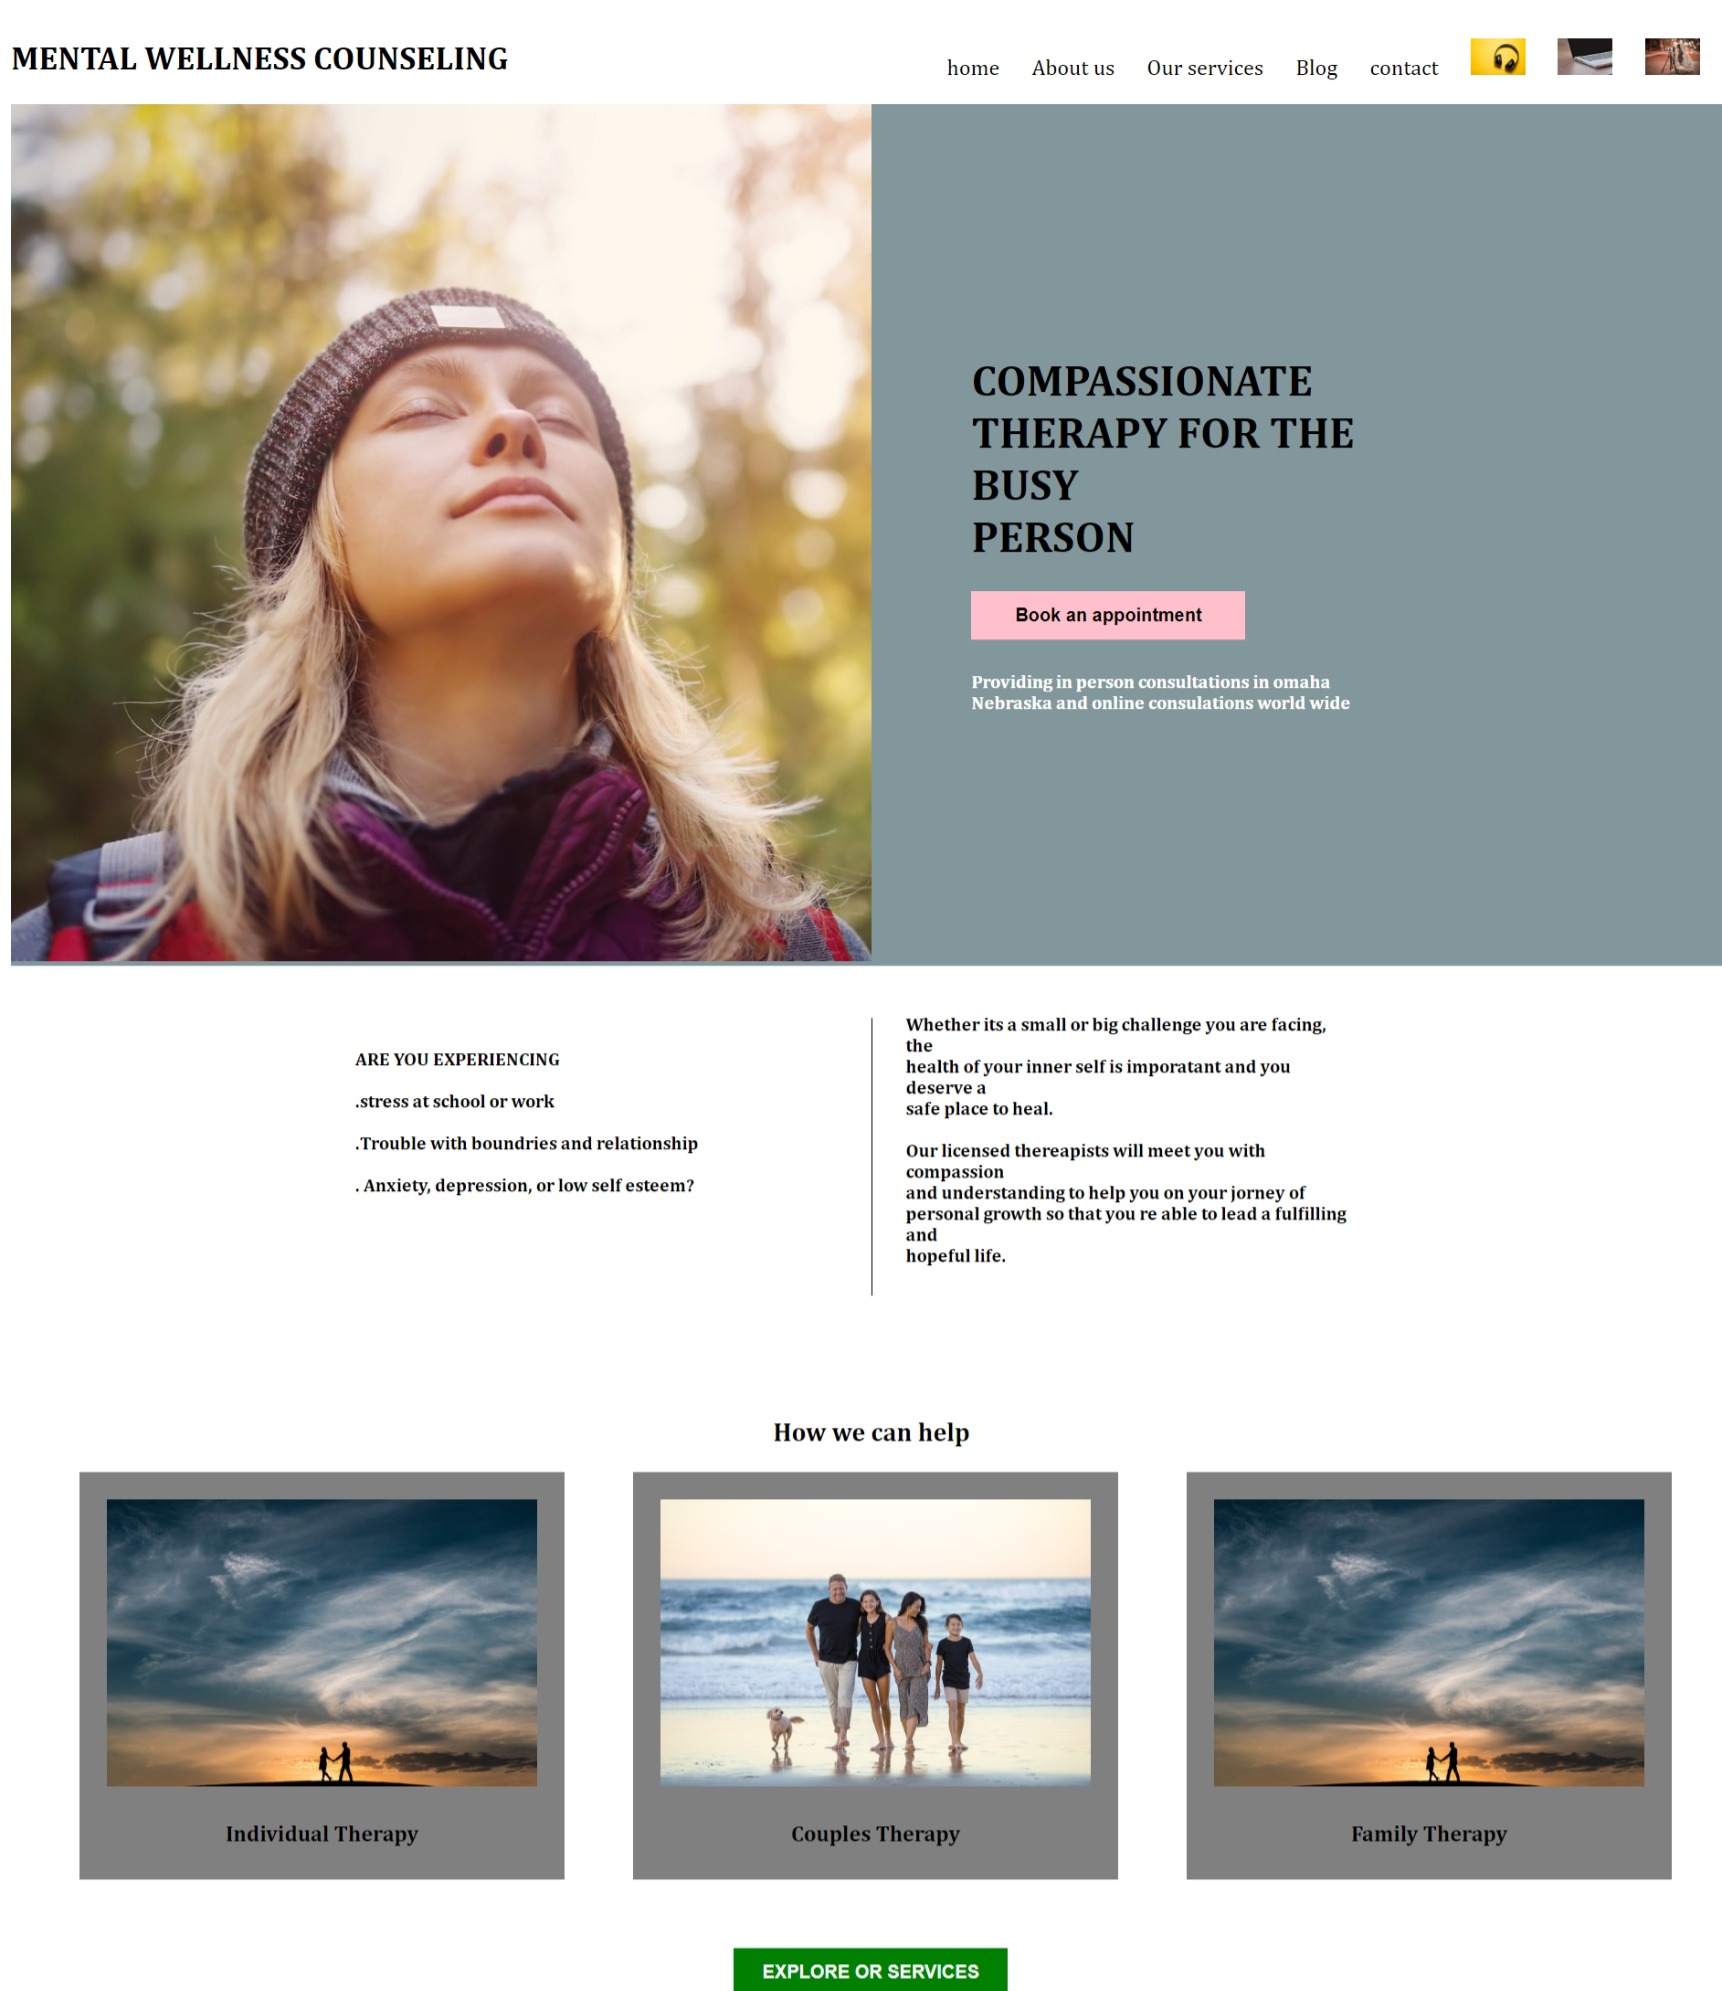 MENTAL WELLNESS COUNSELING
home About us Our services Blog contact
COMPASSIONATE
THERAPY FOR THE
BUSY
PERSON
Book an appointment
Providing in person consultations in omaha
Nebraska and online consulations world wide
ARE YOU EXPERIENCING
.stress at school or work
.Trouble with boundries and relationship
. Anxiety, depression, or low self esteem?
Whether its a small or big challenge you are facing,
the
health of your inner self is imporatant and you
deserve a
safe place to heal.
Our licensed thereapists will meet you with
compassion
and understanding to help you on your jorney of
personal growth so that you re able to lead a fulfilling
and
hopeful life.
How we can help
Individual Therapy
Couples Therapy
Family Therapy
EXPLORE OR SERVICES